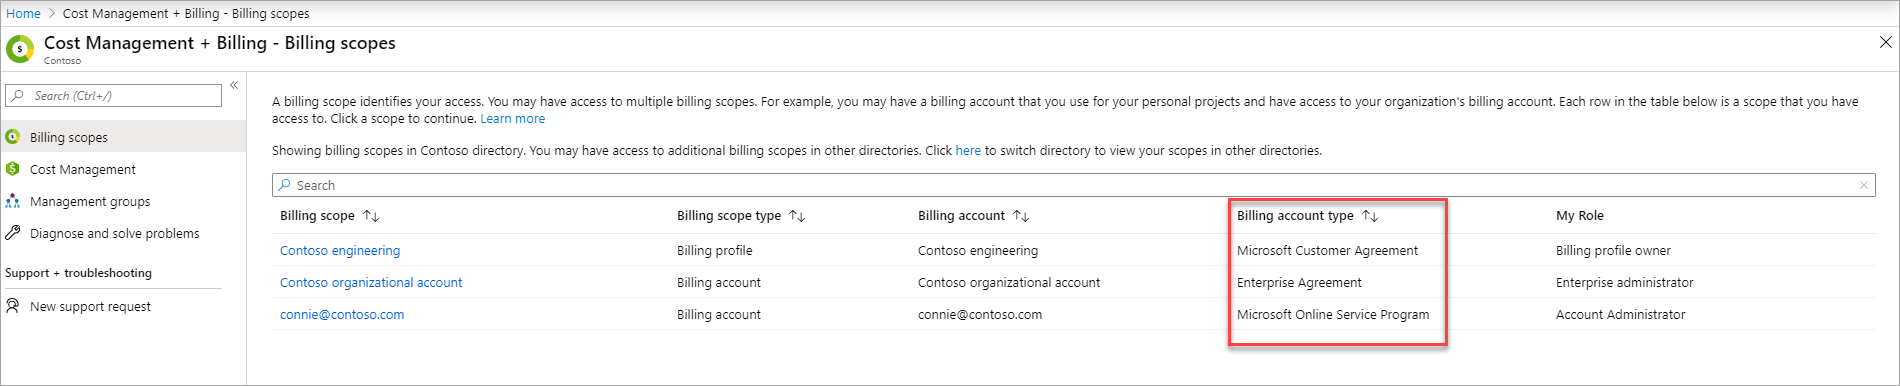 Home > Cost Management + Billing - Billing scopes
Cost Management + Billing - Billing scopes
Contoso
Search (Ctrl+/)
Billing scopes
Cost Management
Management groups
Diagnose and solve problems
Support + troubleshooting
New support request
A billing scope identifies your access. You may have access to multiple billing scopes. For example, you may have a billing account that you use for your personal projects and have access to your organization's billing account. Each row in the table below is a scope that you have
access to. Click a scope to continue. Learn more
Showing billing scopes in Contoso directory. You may have access to additional billing scopes in other directories. Click here to switch directory to view your scopes in other directories.
Search
Billing scope ↑↓ Billing scope type ↑↓ Billing account ↑↓ Billing account type ↑↓ My Role
Contoso engineering Billing profile Contoso engineering Microsoft Customer Agreement Billing profile owner
Contoso organizational account Billing account Contoso organizational account Enterprise Agreement Enterprise administrator
connie@contoso.com Billing account connie@contoso.com Microsoft Online Service Program Account Administrator